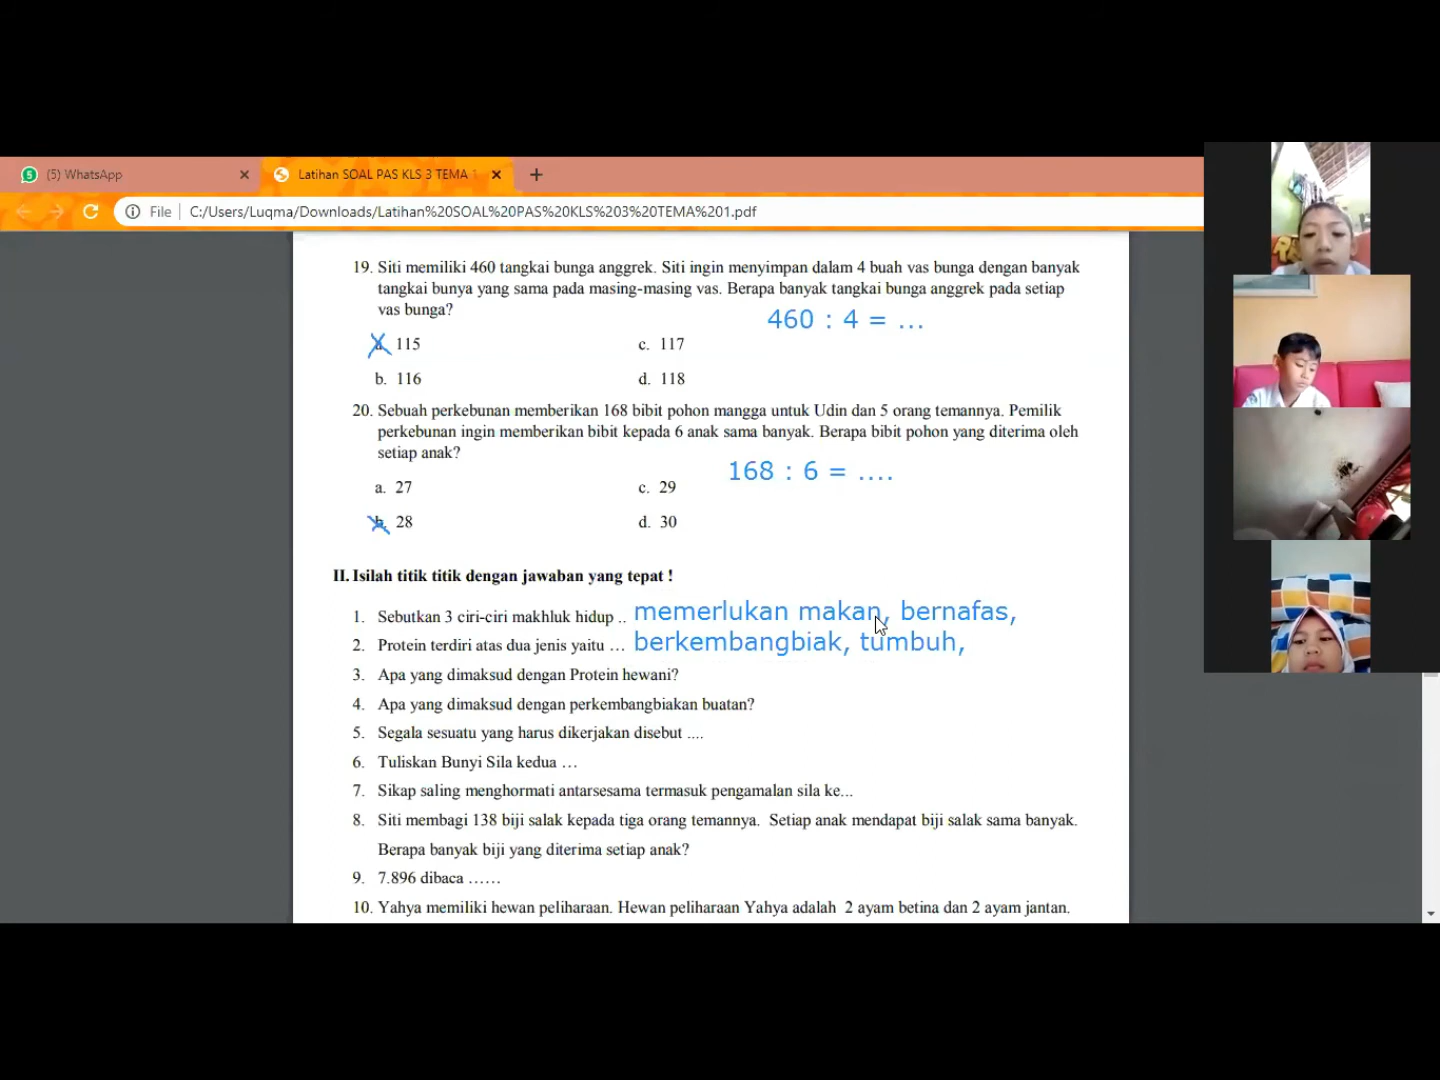 (5) WhatsApp
Latihan SOAL PAS KLS 3 TEMA
File C:/Users/Luqma/Downloads/Latihan%20SOAL%20PAS%20KLS%203%20TEMA%201.pdf
19. Siti memiliki 460 tangkai bunga anggrek. Siti ingin menyimpan dalam 4 buah vas bunga dengan banyak
tangkai bunya yang sama pada masing-masing vas. Berapa banyak tangkai bunga anggrek pada setiap
vas bunga?
460 : 4 = ...
a. 115 c. 117
b. 116 d. 118
20. Sebuah perkebunan memberikan 168 bibit pohon mangga untuk Udin dan 5 orang temannya. Pemilik
perkebunan ingin memberikan bibit kepada 6 anak sama banyak. Berapa bibit pohon yang diterima oleh
setiap anak?
168 : 6 = ....
a. 27 c. 29
b. 28 d. 30
II. Isilah titik titik dengan jawaban yang tepat !
1. Sebutkan 3 ciri-ciri makhluk hidup .. memerlukan makan, bernafas,
2. Protein terdiri atas dua jenis yaitu ... berkembangbiak, tumbuh,
3. Apa yang dimaksud dengan Protein hewani?
4. Apa yang dimaksud dengan perkembangbiakan buatan?
5. Segala sesuatu yang harus dikerjakan disebut ....
6. Tuliskan Bunyi Sila kedua ...
7. Sikap saling menghormati antarsesama termasuk pengamalan sila ke...
8. Siti membagi 138 biji salak kepada tiga orang temannya. Setiap anak mendapat biji salak sama banyak.
Berapa banyak biji yang diterima setiap anak?
9. 7.896 dibaca ......
10. Yahya memiliki hewan peliharaan. Hewan peliharaan Yahya adalah 2 ayam betina dan 2 ayam jantan.